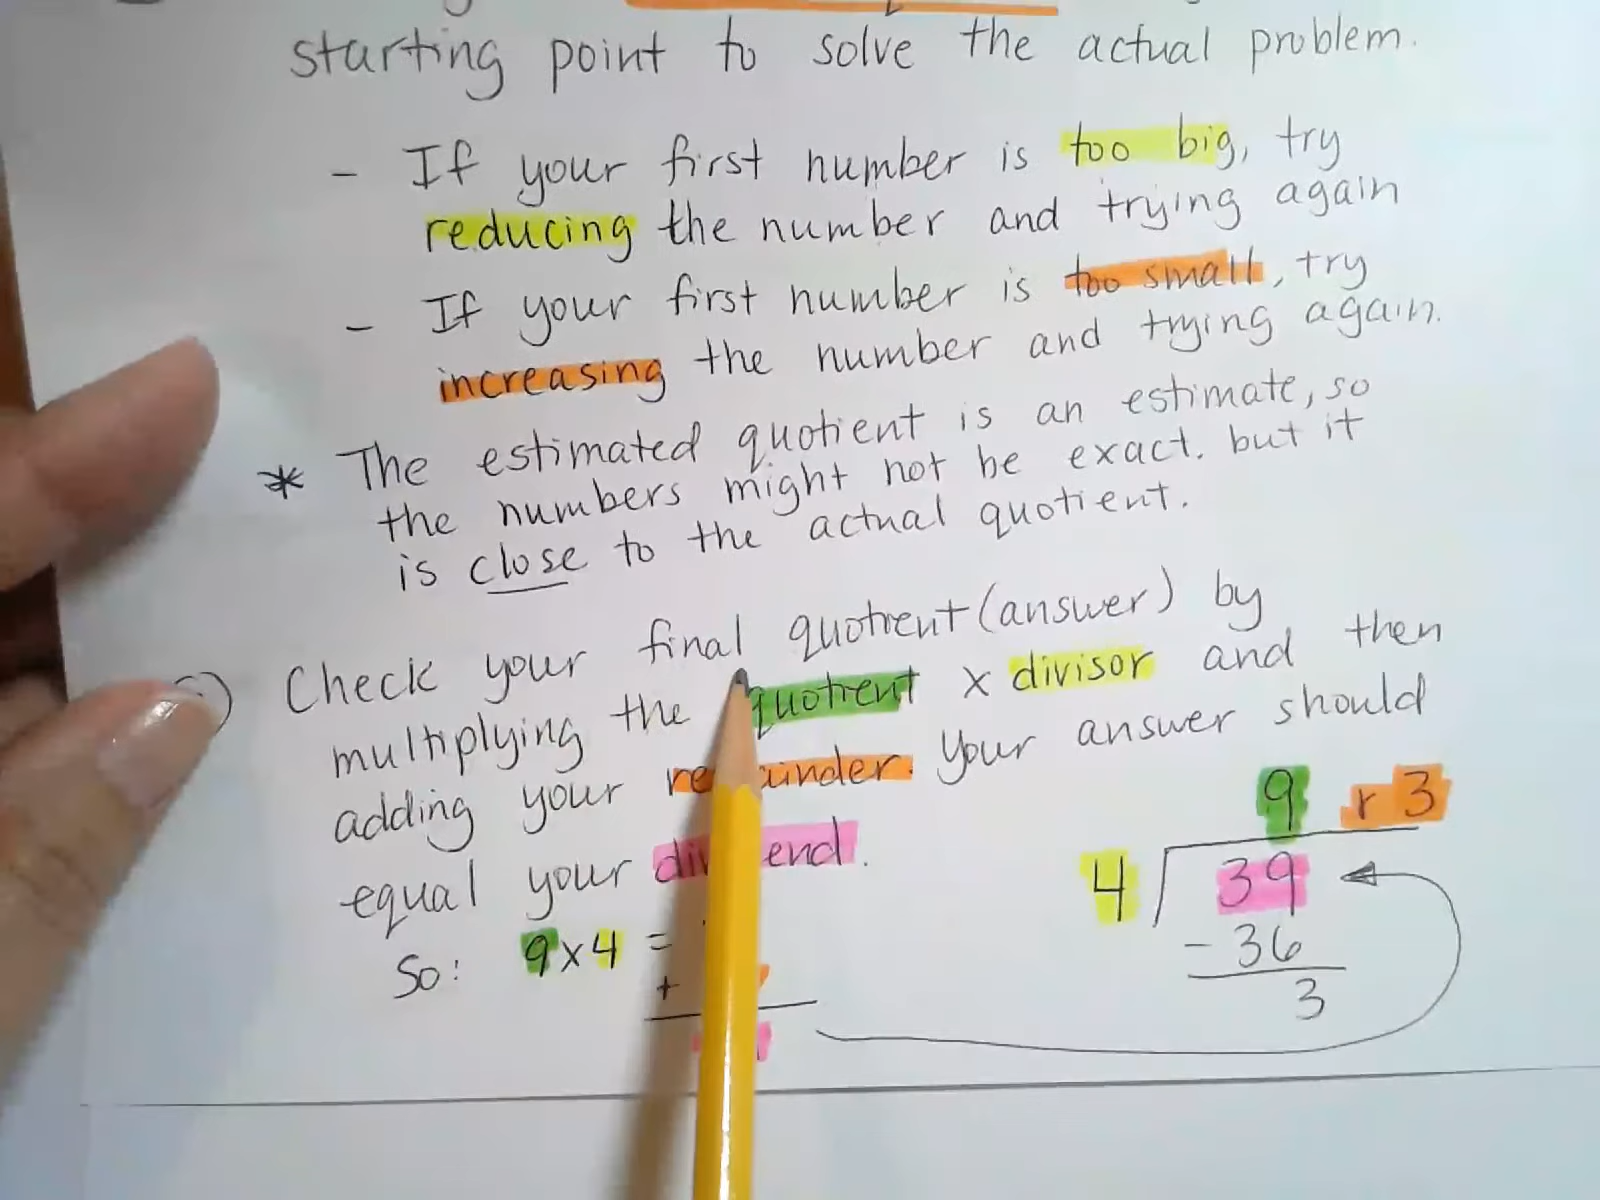 starting point to solve the actual problem.
- If your first number is too big, try
reducing the number and trying again
- If your first number is too small, try
increasing the number and trying again.
* The estimated quotient is an estimate, so
the numbers might not be exact. but it
is close to the actual quotient.
Check your final quotient (answer) by
multiplying the quotient x divisor and then
adding your remainder. Your answer should
equal your dividend.
9 r 3
4 39
So: 9x4 =
- 36
+
3